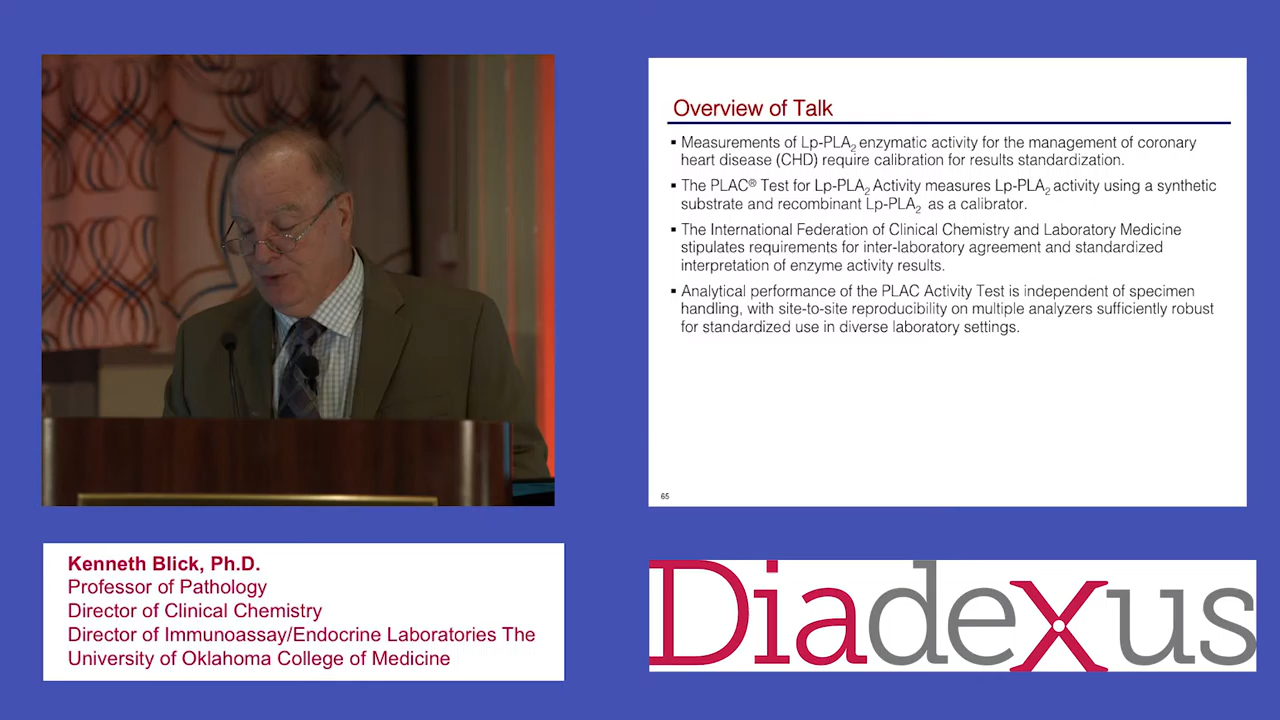 Overview of Talk
▪ Measurements of Lp-PLA2 enzymatic activity for the management of coronary
heart disease (CHD) require calibration for results standardization.
▪ The PLAC® Test for Lp-PLA2 Activity measures Lp-PLA2 activity using a synthetic
substrate and recombinant Lp-PLA2 as a calibrator.
▪ The International Federation of Clinical Chemistry and Laboratory Medicine
stipulates requirements for inter-laboratory agreement and standardized
interpretation of enzyme activity results.
▪ Analytical performance of the PLAC Activity Test is independent of specimen
handling, with site-to-site reproducibility on multiple analyzers sufficiently robust
for standardized use in diverse laboratory settings.
65
Kenneth Blick, Ph.D.
Professor of Pathology
Director of Clinical Chemistry
Director of Immunoassay/Endocrine Laboratories The
University of Oklahoma College of Medicine
Diadexus